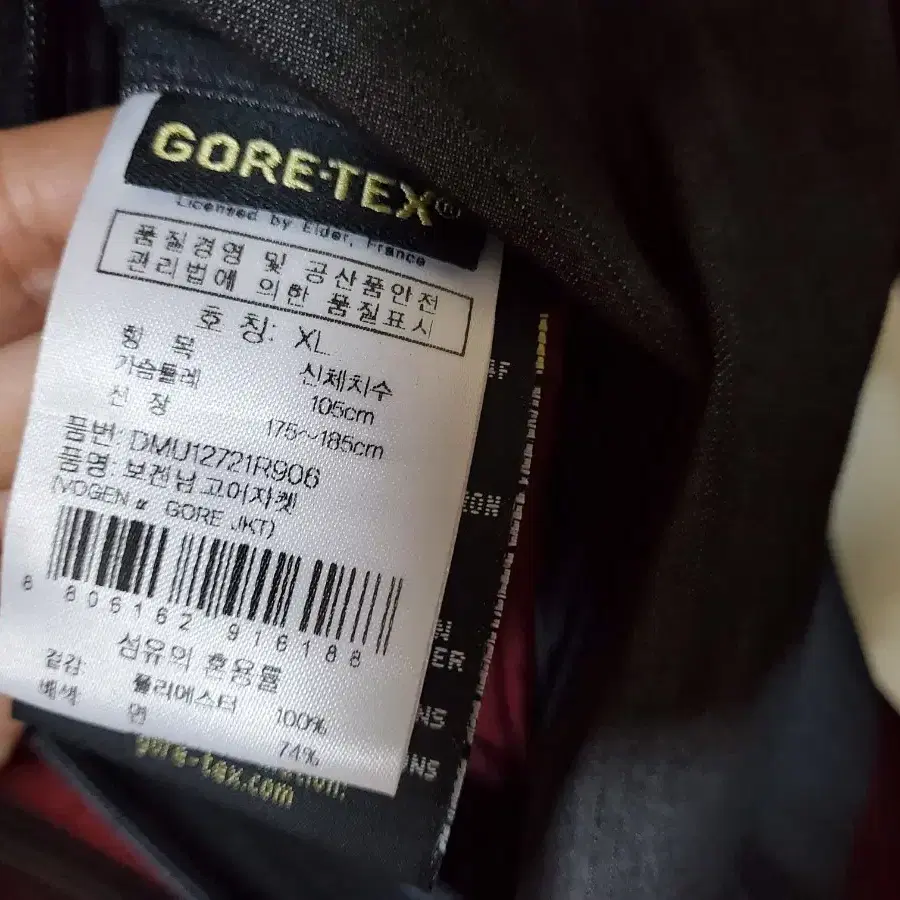 GORE-TEX®
Licensed by Elder, France
품질경영 및 공산품안전
관리법에 의한 품질표시
호 칭: XL
항 목 신체치수
가슴둘레 105cm
신 장 175~185cm
품번: DMU12721R906
품명: 보젠남 고어자켓
(VOGEN α GORE JKT)
8 806162 916188
섬유의 혼용률
겉감 폴리에스터 100%
배색 면 74%
gore-tex.com
ER
NS
NS